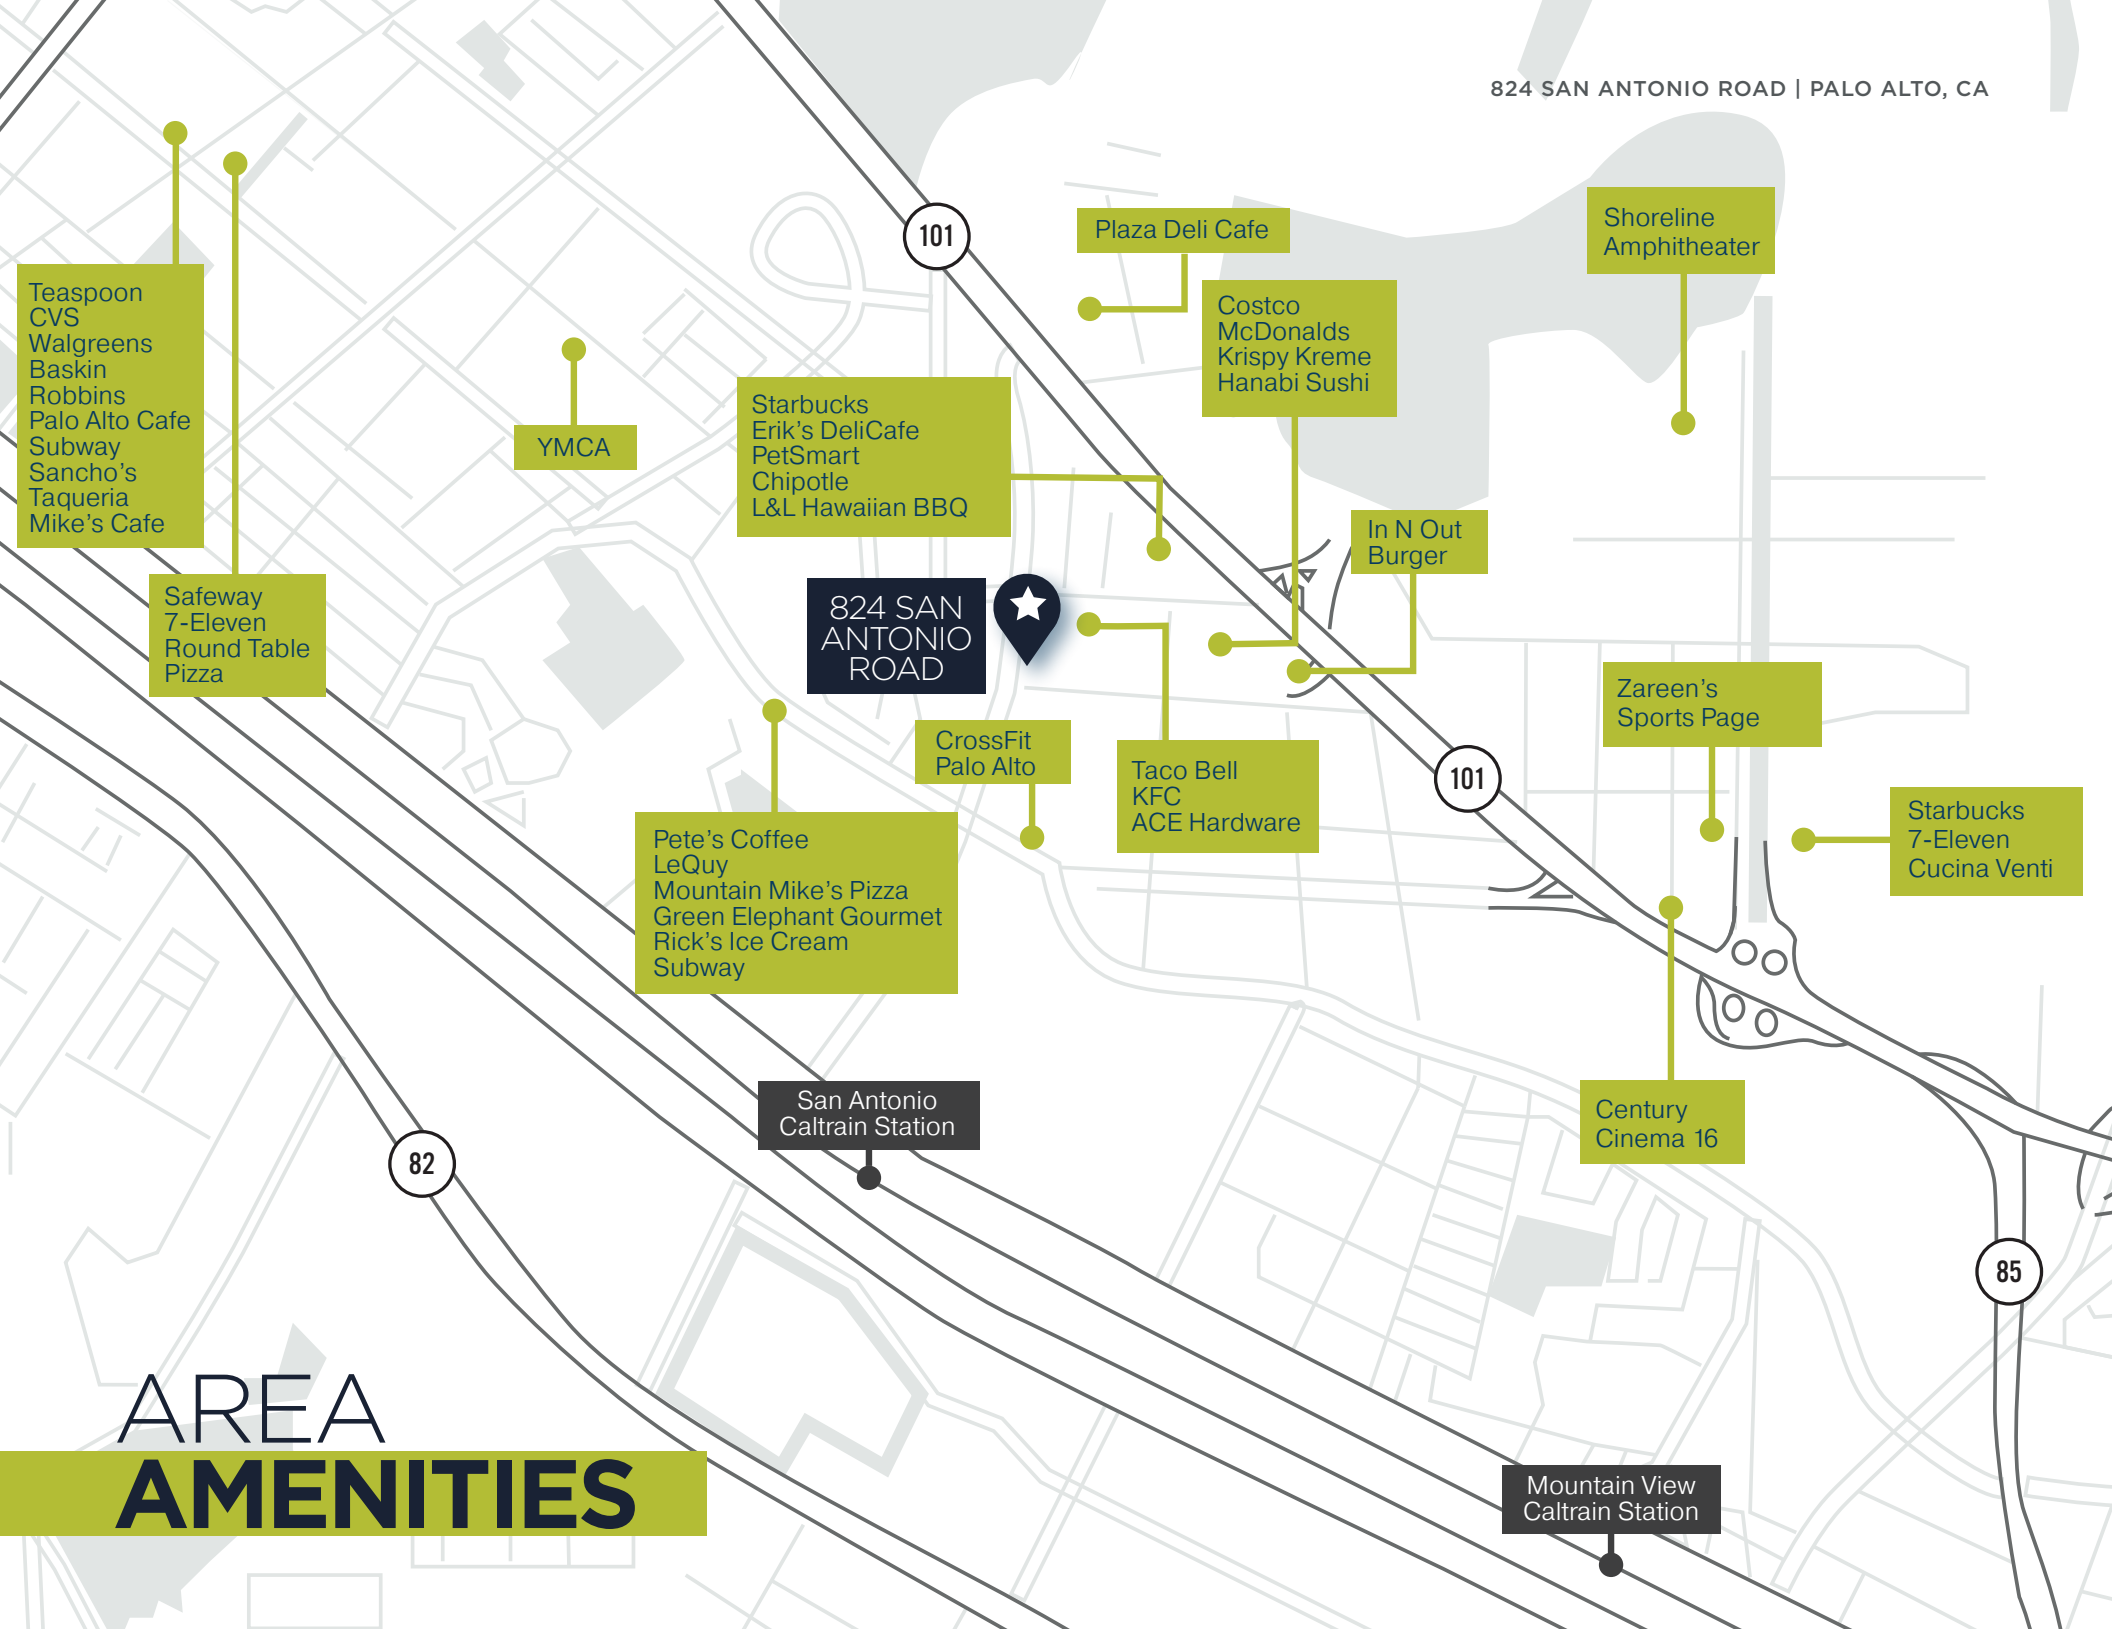 824 SAN ANTONIO ROAD | PALO ALTO, CA
101
Plaza Deli Cafe
Shoreline
Amphitheater
Teaspoon
CVS
Walgreens
Baskin
Robbins
Palo Alto Cafe
Subway
Sancho's
Taqueria
Mike's Cafe
Costco
McDonalds
Krispy Kreme
Hanabi Sushi
YMCA
Starbucks
Erik's DeliCafe
PetSmart
Chipotle
L&L Hawaiian BBQ
In N Out
Burger
Safeway
7-Eleven
Round Table
Pizza
824 SAN
ANTONIO
ROAD
Zareen's
Sports Page
CrossFit
Palo Alto
Taco Bell
KFC
ACE Hardware
101
Starbucks
7-Eleven
Cucina Venti
Pete's Coffee
LeQuy
Mountain Mike's Pizza
Green Elephant Gourmet
Rick's Ice Cream
Subway
San Antonio
Caltrain Station
Century
Cinema 16
82
85
AREA
AMENITIES
Mountain View
Caltrain Station